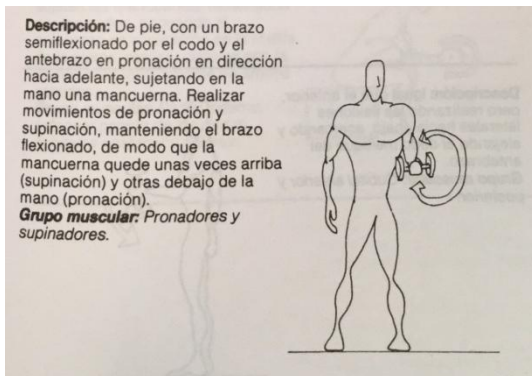 Descripción: De pie, con un brazo
semiflexionado por el codo y el
antebrazo en pronación en dirección
hacia adelante, sujetando en la
mano una mancuerna. Realizar
movimientos de pronación y
supinación, manteniendo el brazo
flexionado, de modo que la
mancuerna quede unas veces arriba
(supinación) y otras debajo de la
mano (pronación).
Grupo muscular: Pronadores y
supinadores.